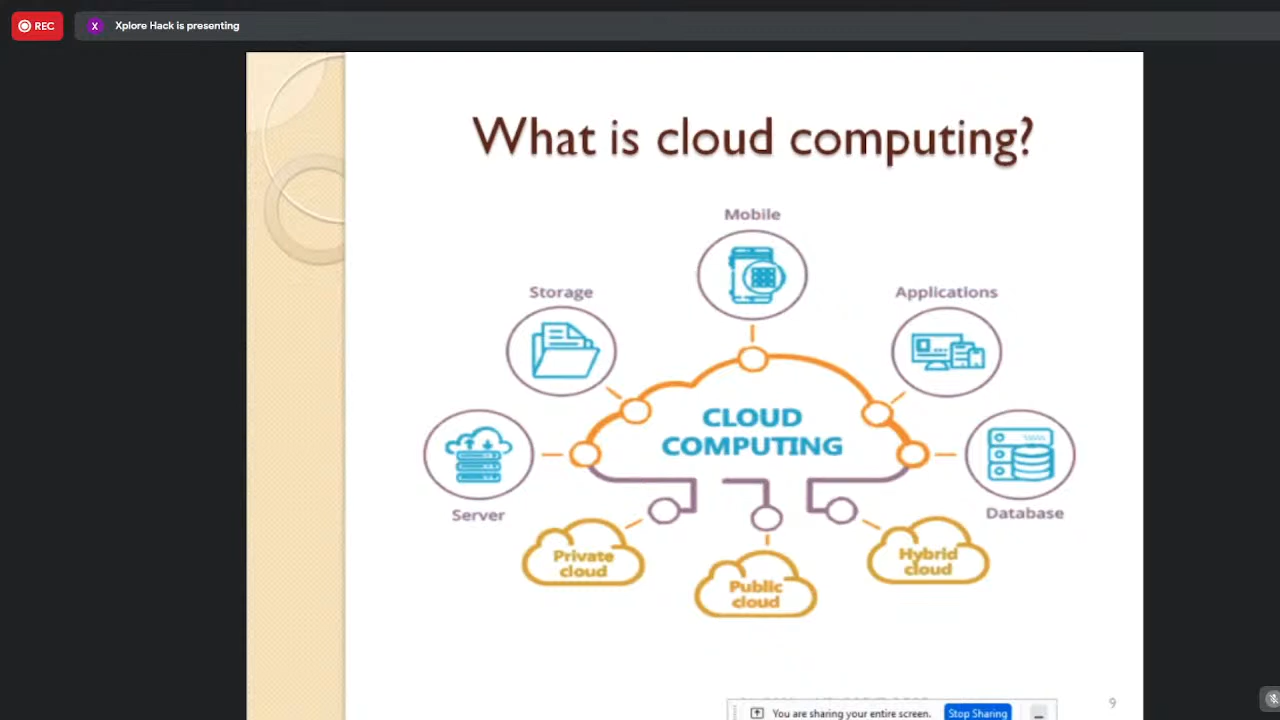 REC
X
Xplore Hack is presenting
What is cloud computing?
Mobile
Storage
Applications
CLOUD
COMPUTING
Server
Database
Private
cloud
Public
cloud
Hybrid
cloud
9
You are sharing your entire screen.
Stop Sharing